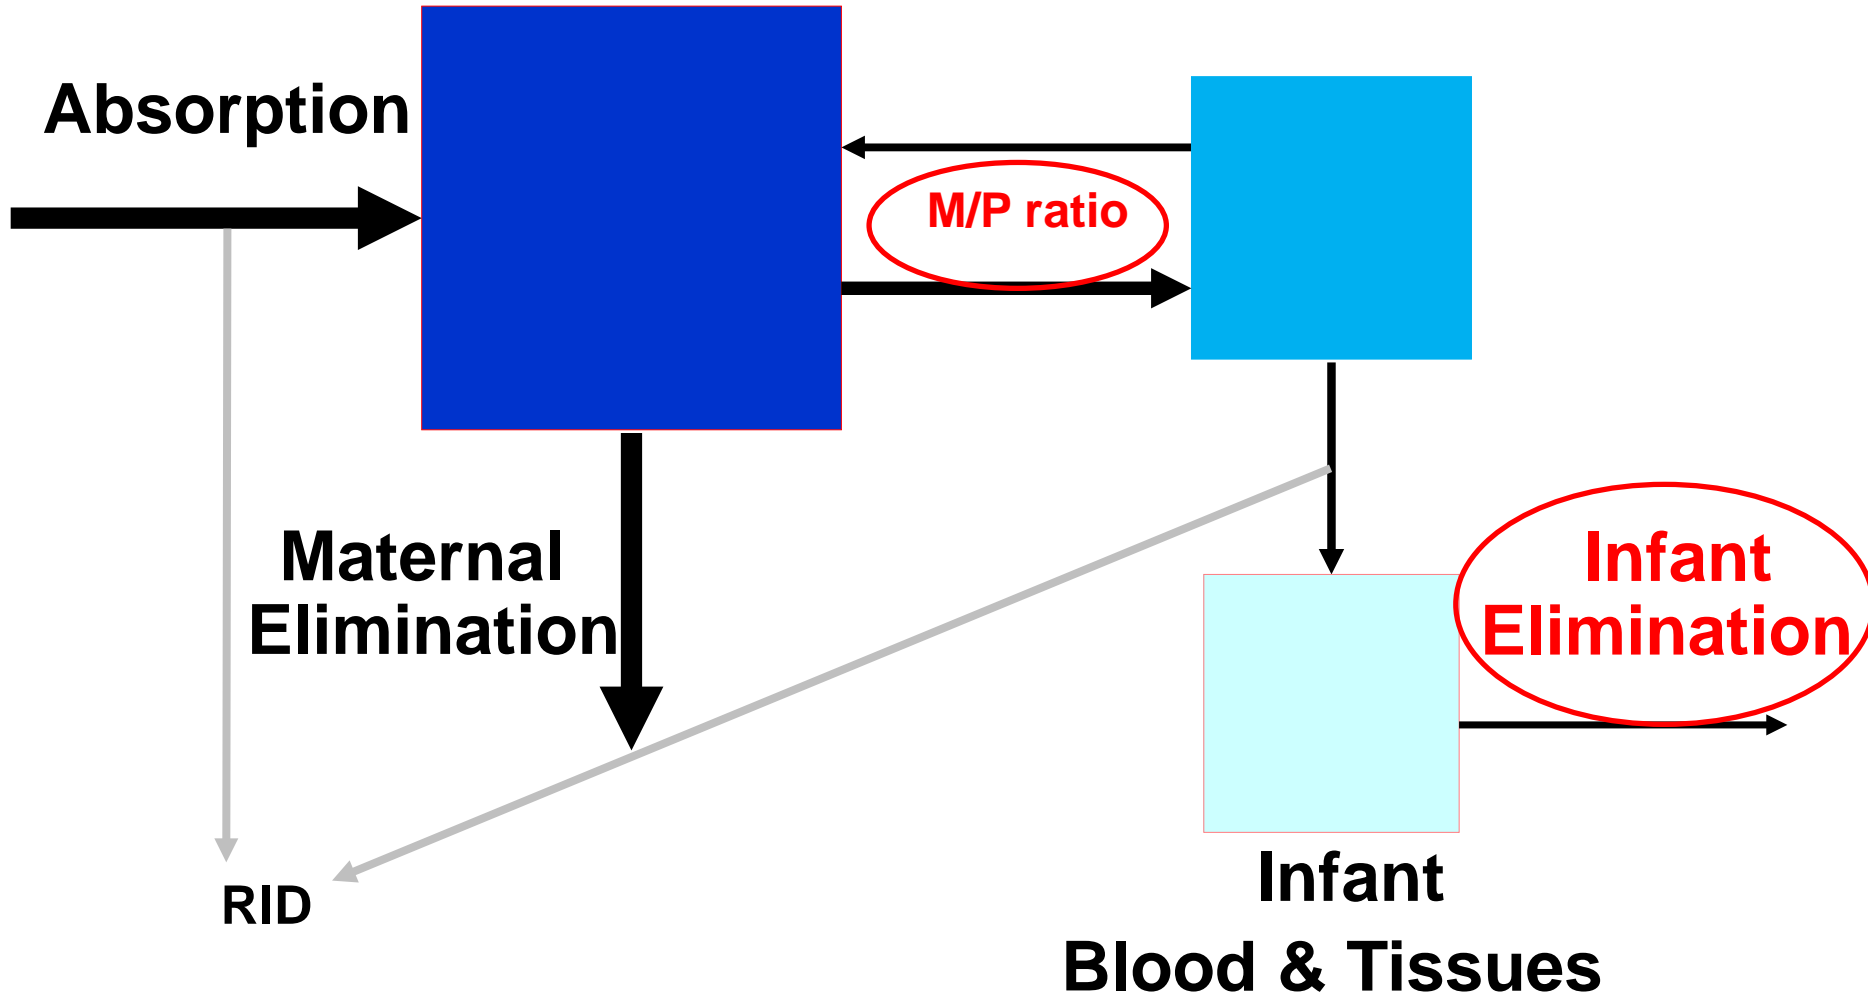 Absorption
M/P ratio
Maternal
Elimination
Infant
Elimination
RID
Infant
Blood & Tissues